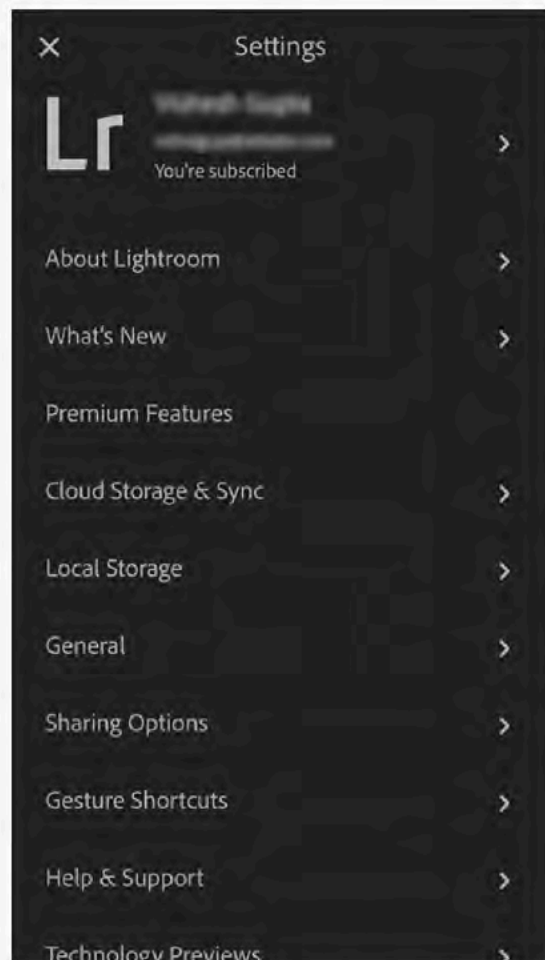 Settings
Lr
You're subscribed
About Lightroom
What's New
Premium Features
Cloud Storage & Sync
Local Storage
General
Sharing Options
Gesture Shortcuts
Help & Support
Technology Previews